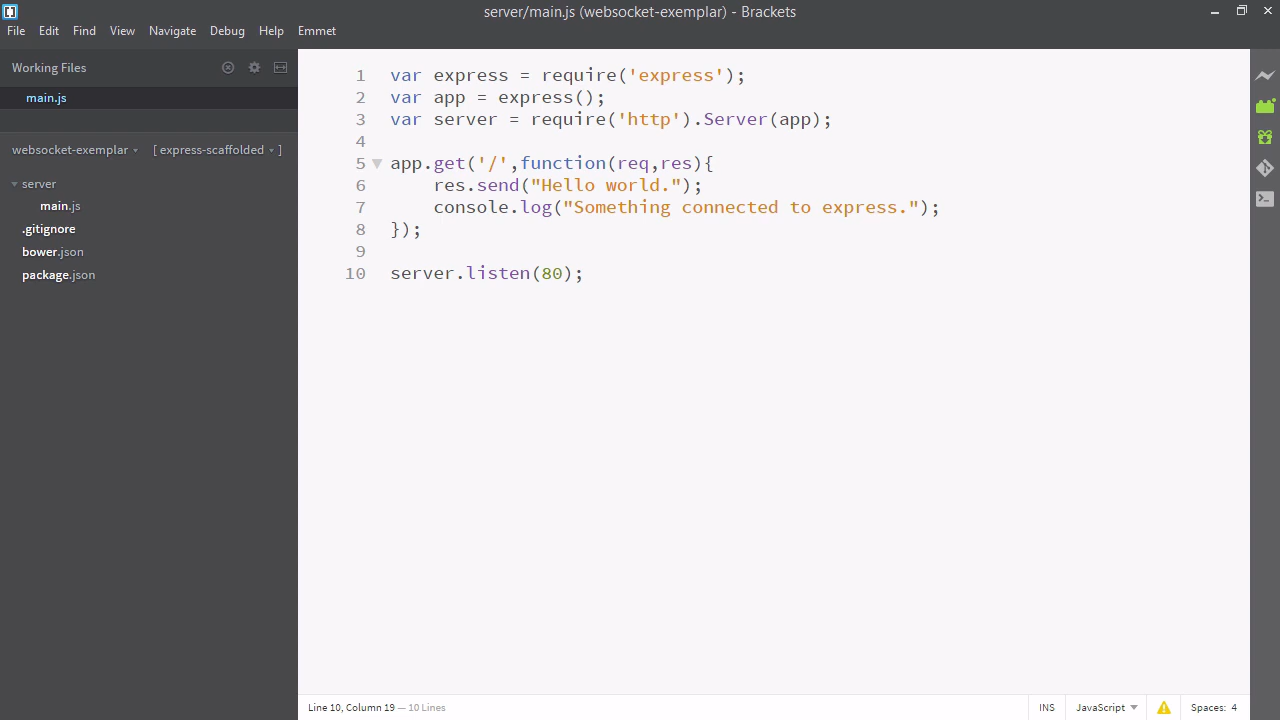 server/main.js (websocket-exemplar) - Brackets
File Edit Find View Navigate Debug Help Emmet
Working Files
main.js
websocket-exemplar [ express-scaffolded ]
server
main.js
.gitignore
bower.json
package.json
1 var express = require('express');
2 var app = express();
3 var server = require('http').Server(app);
4
5 app.get('/',function(req,res){
6     res.send("Hello world.");
7     console.log("Something connected to express.");
8 });
9
10 server.listen(80);
Line 10, Column 19 — 10 Lines
INS JavaScript Spaces: 4